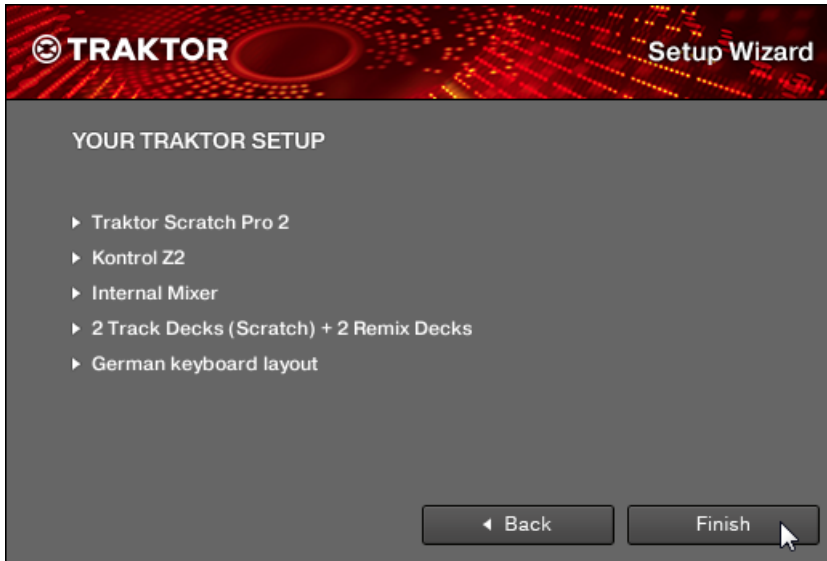 TRAKTOR
Setup Wizard
YOUR TRAKTOR SETUP
Traktor Scratch Pro 2
Kontrol Z2
Internal Mixer
2 Track Decks (Scratch) + 2 Remix Decks
German keyboard layout
Back
Finish